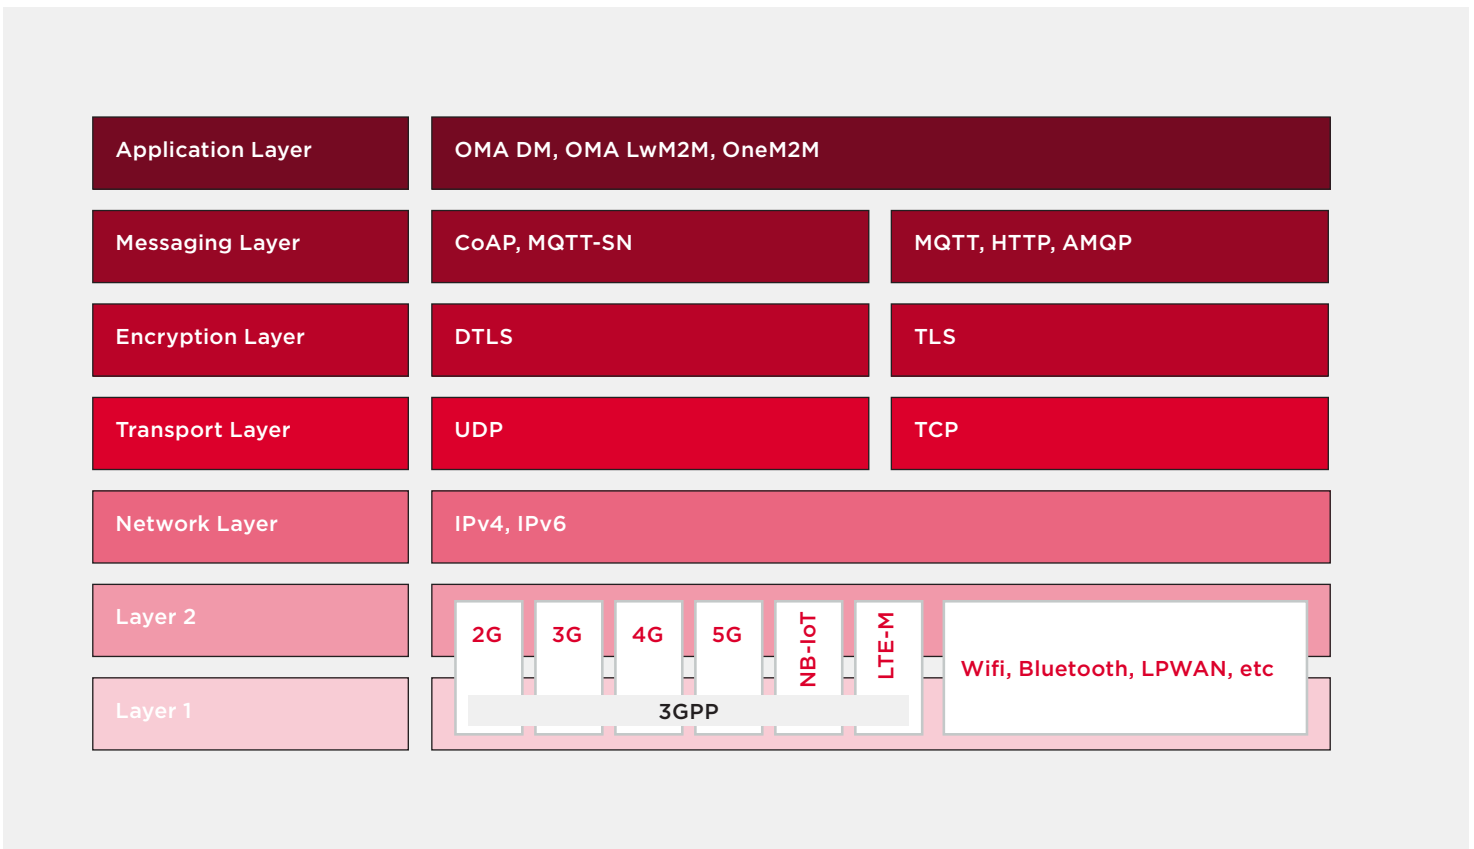 Application Layer
OMA DM, OMA LwM2M, OneM2M
Messaging Layer
CoAP, MQTT-SN
MQTT, HTTP, AMQP
Encryption Layer
DTLS
TLS
Transport Layer
UDP
TCP
Network Layer
IPv4, IPv6
Layer 2
Layer 1
2G
3G
4G
5G
NB-IoT
LTE-M
3GPP
Wifi, Bluetooth, LPWAN, etc